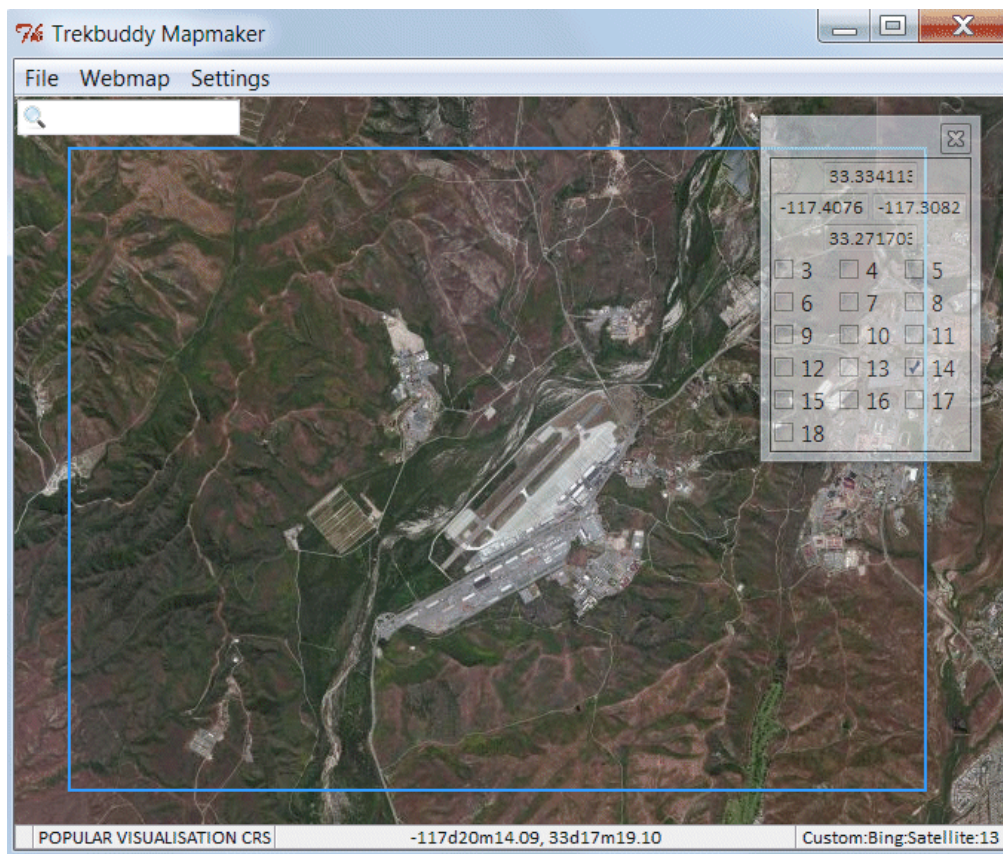 Trekbuddy Mapmaker
File Webmap Settings
33.334113
-117.4076 -117.3082
33.271703
3 4 5
6 7 8
9 10 11
12 13 14
15 16 17
18
POPULAR VISUALISATION CRS -117d20m14.09, 33d17m19.10 Custom:Bing:Satellite:13